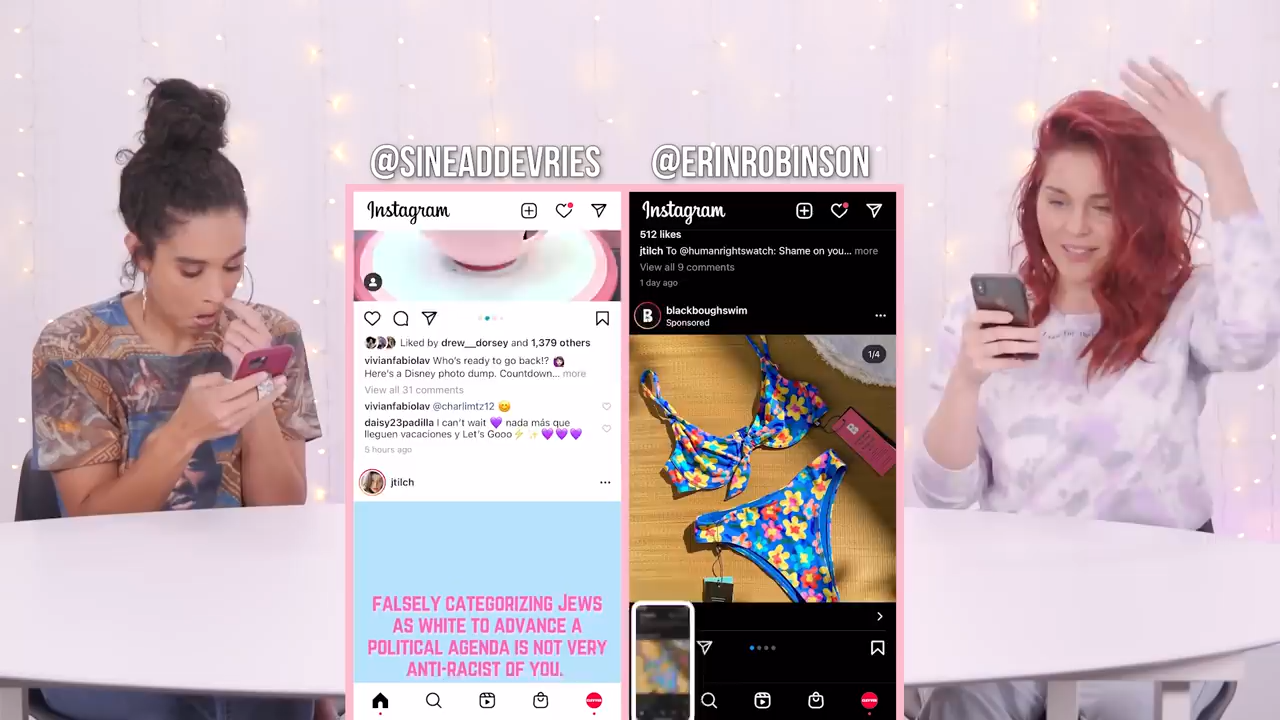 @SINEADDEVRIES
Instagram
Liked by drew__dorsey and 1,379 others
vivianfabiolav Who's ready to go back!?
Here's a Disney photo dump. Countdown... more
View all 31 comments
vivianfabiolav @charlimtz12 😊
daisy23padilla I can't wait 💜 nada más que
lleguen vacaciones y Let's Gooo⚡ ✨💜💜💜
5 hours ago
jtilch
FALSELY CATEGORIZING JEWS
AS WHITE TO ADVANCE A
POLITICAL AGENDA IS NOT VERY
ANTI-RACIST OF YOU.
@ERINROBINSON
Instagram
512 likes
jtilch To @humanrightswatch: Shame on you... more
View all 9 comments
1 day ago
B
blackboughswim
Sponsored
1/4
B